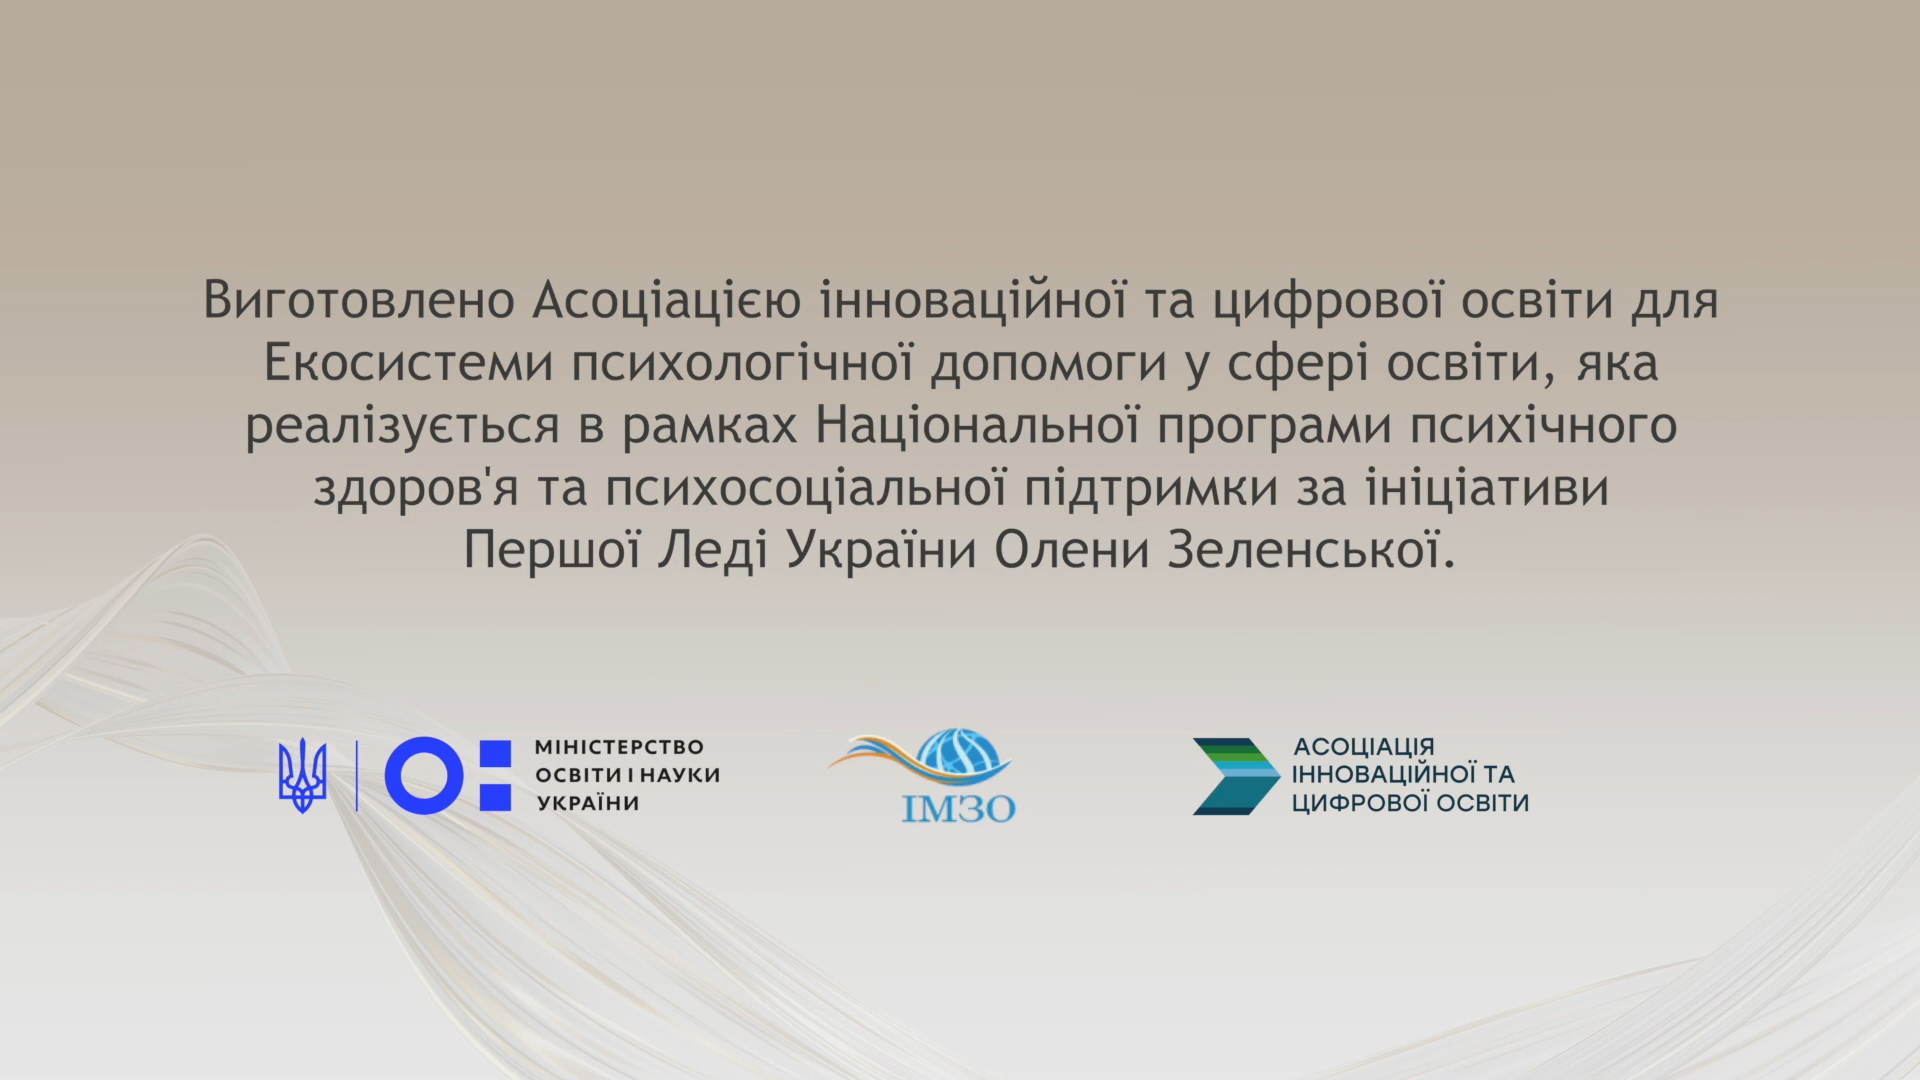 Виготовлено Асоціацією інноваційної та цифрової освіти для
Екосистеми психологічної допомоги у сфері освіти, яка
реалізується в рамках Національної програми психічного
здоров'я та психосоціальної підтримки за ініціативи
Першої Леді України Олени Зеленської.
МІНІСТЕРСТВО
ОСВІТИ І НАУКИ
УКРАЇНИ
ІМЗО
АСОЦІАЦІЯ
ІННОВАЦІЙНОЇ ТА
ЦИФРОВОЇ ОСВІТИ